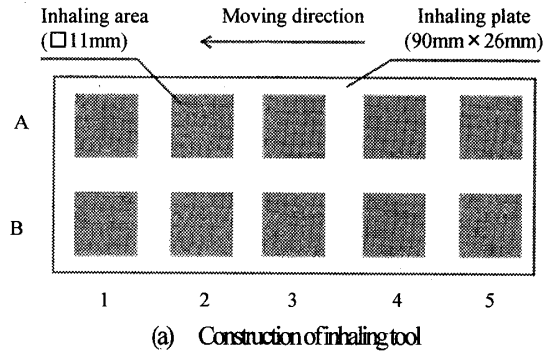 Inhaling area
(□11mm)
Moving direction
Inhaling plate
(90mm×26mm)
A
B
1 2 3 4 5
(a) Construction of inhaling tool